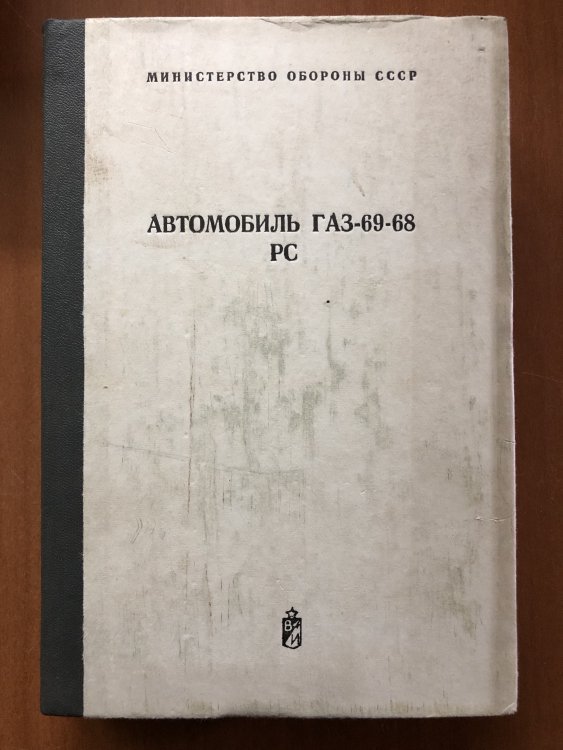 МИНИСТЕРСТВО ОБОРОНЫ СССР
АВТОМОБИЛЬ ГАЗ-69-68
РС
В
И